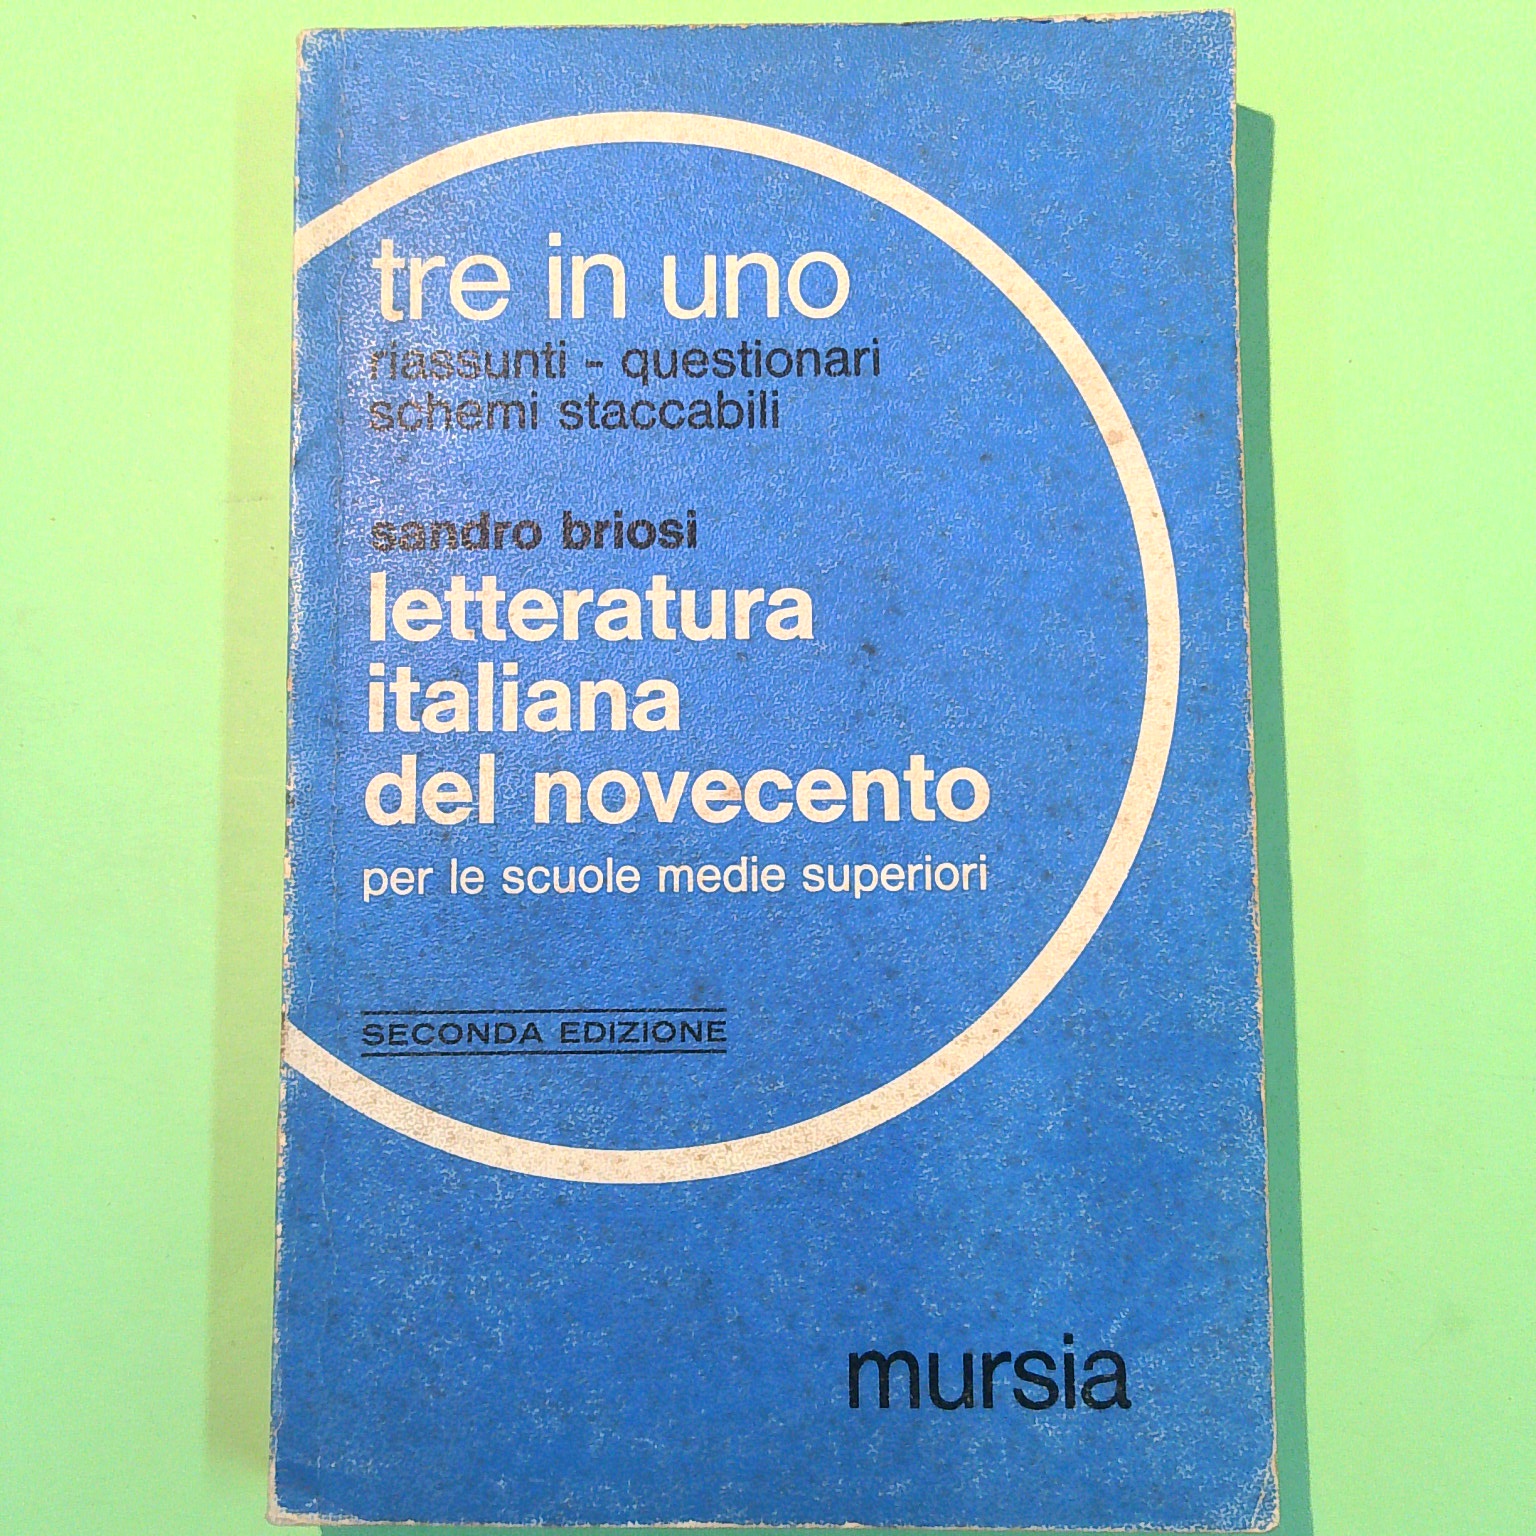 tre in uno
riassunti - questionari
schemi staccabili
sandro briosi
letteratura
italiana
del novecento
per le scuole medie superiori
SECONDA EDIZIONE
mursia